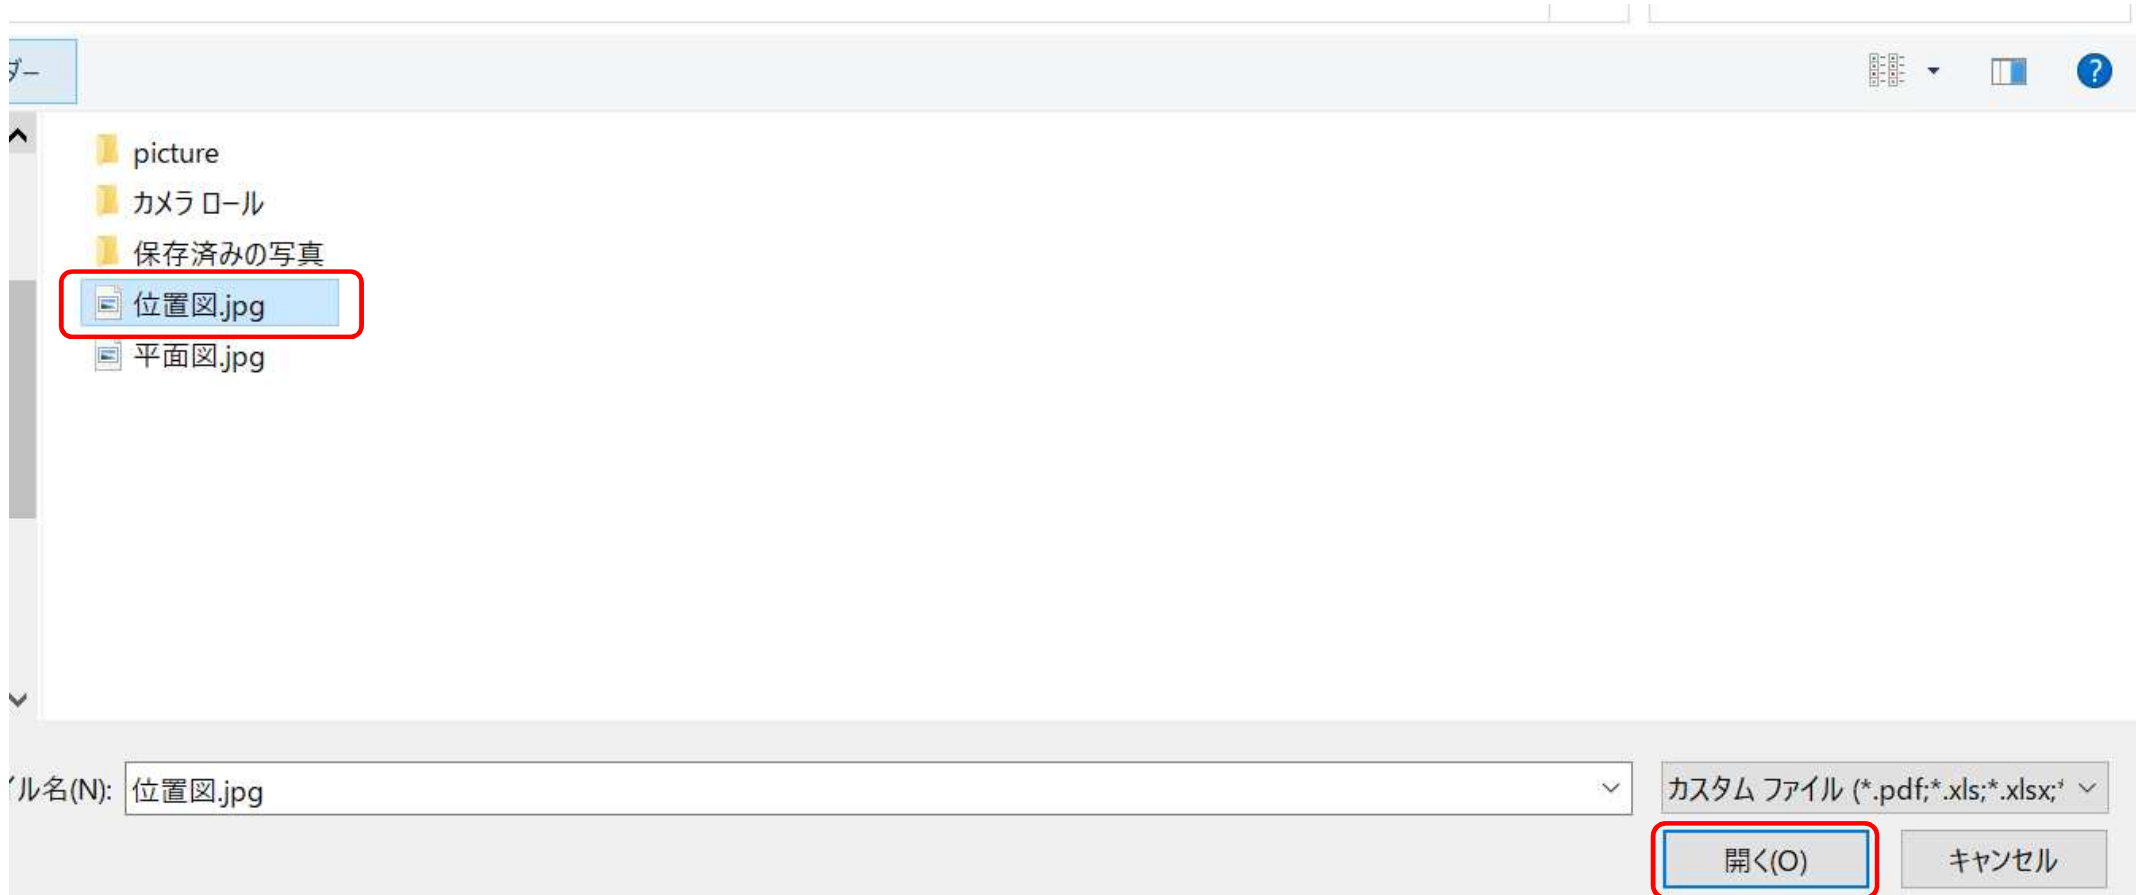 ダー
picture
カメラ ロール
保存済みの写真
位置図.jpg
平面図.jpg
イル名(N): 位置図.jpg カスタム ファイル (*.pdf;*.xls;*.xlsx;*
開く(O) キャンセル